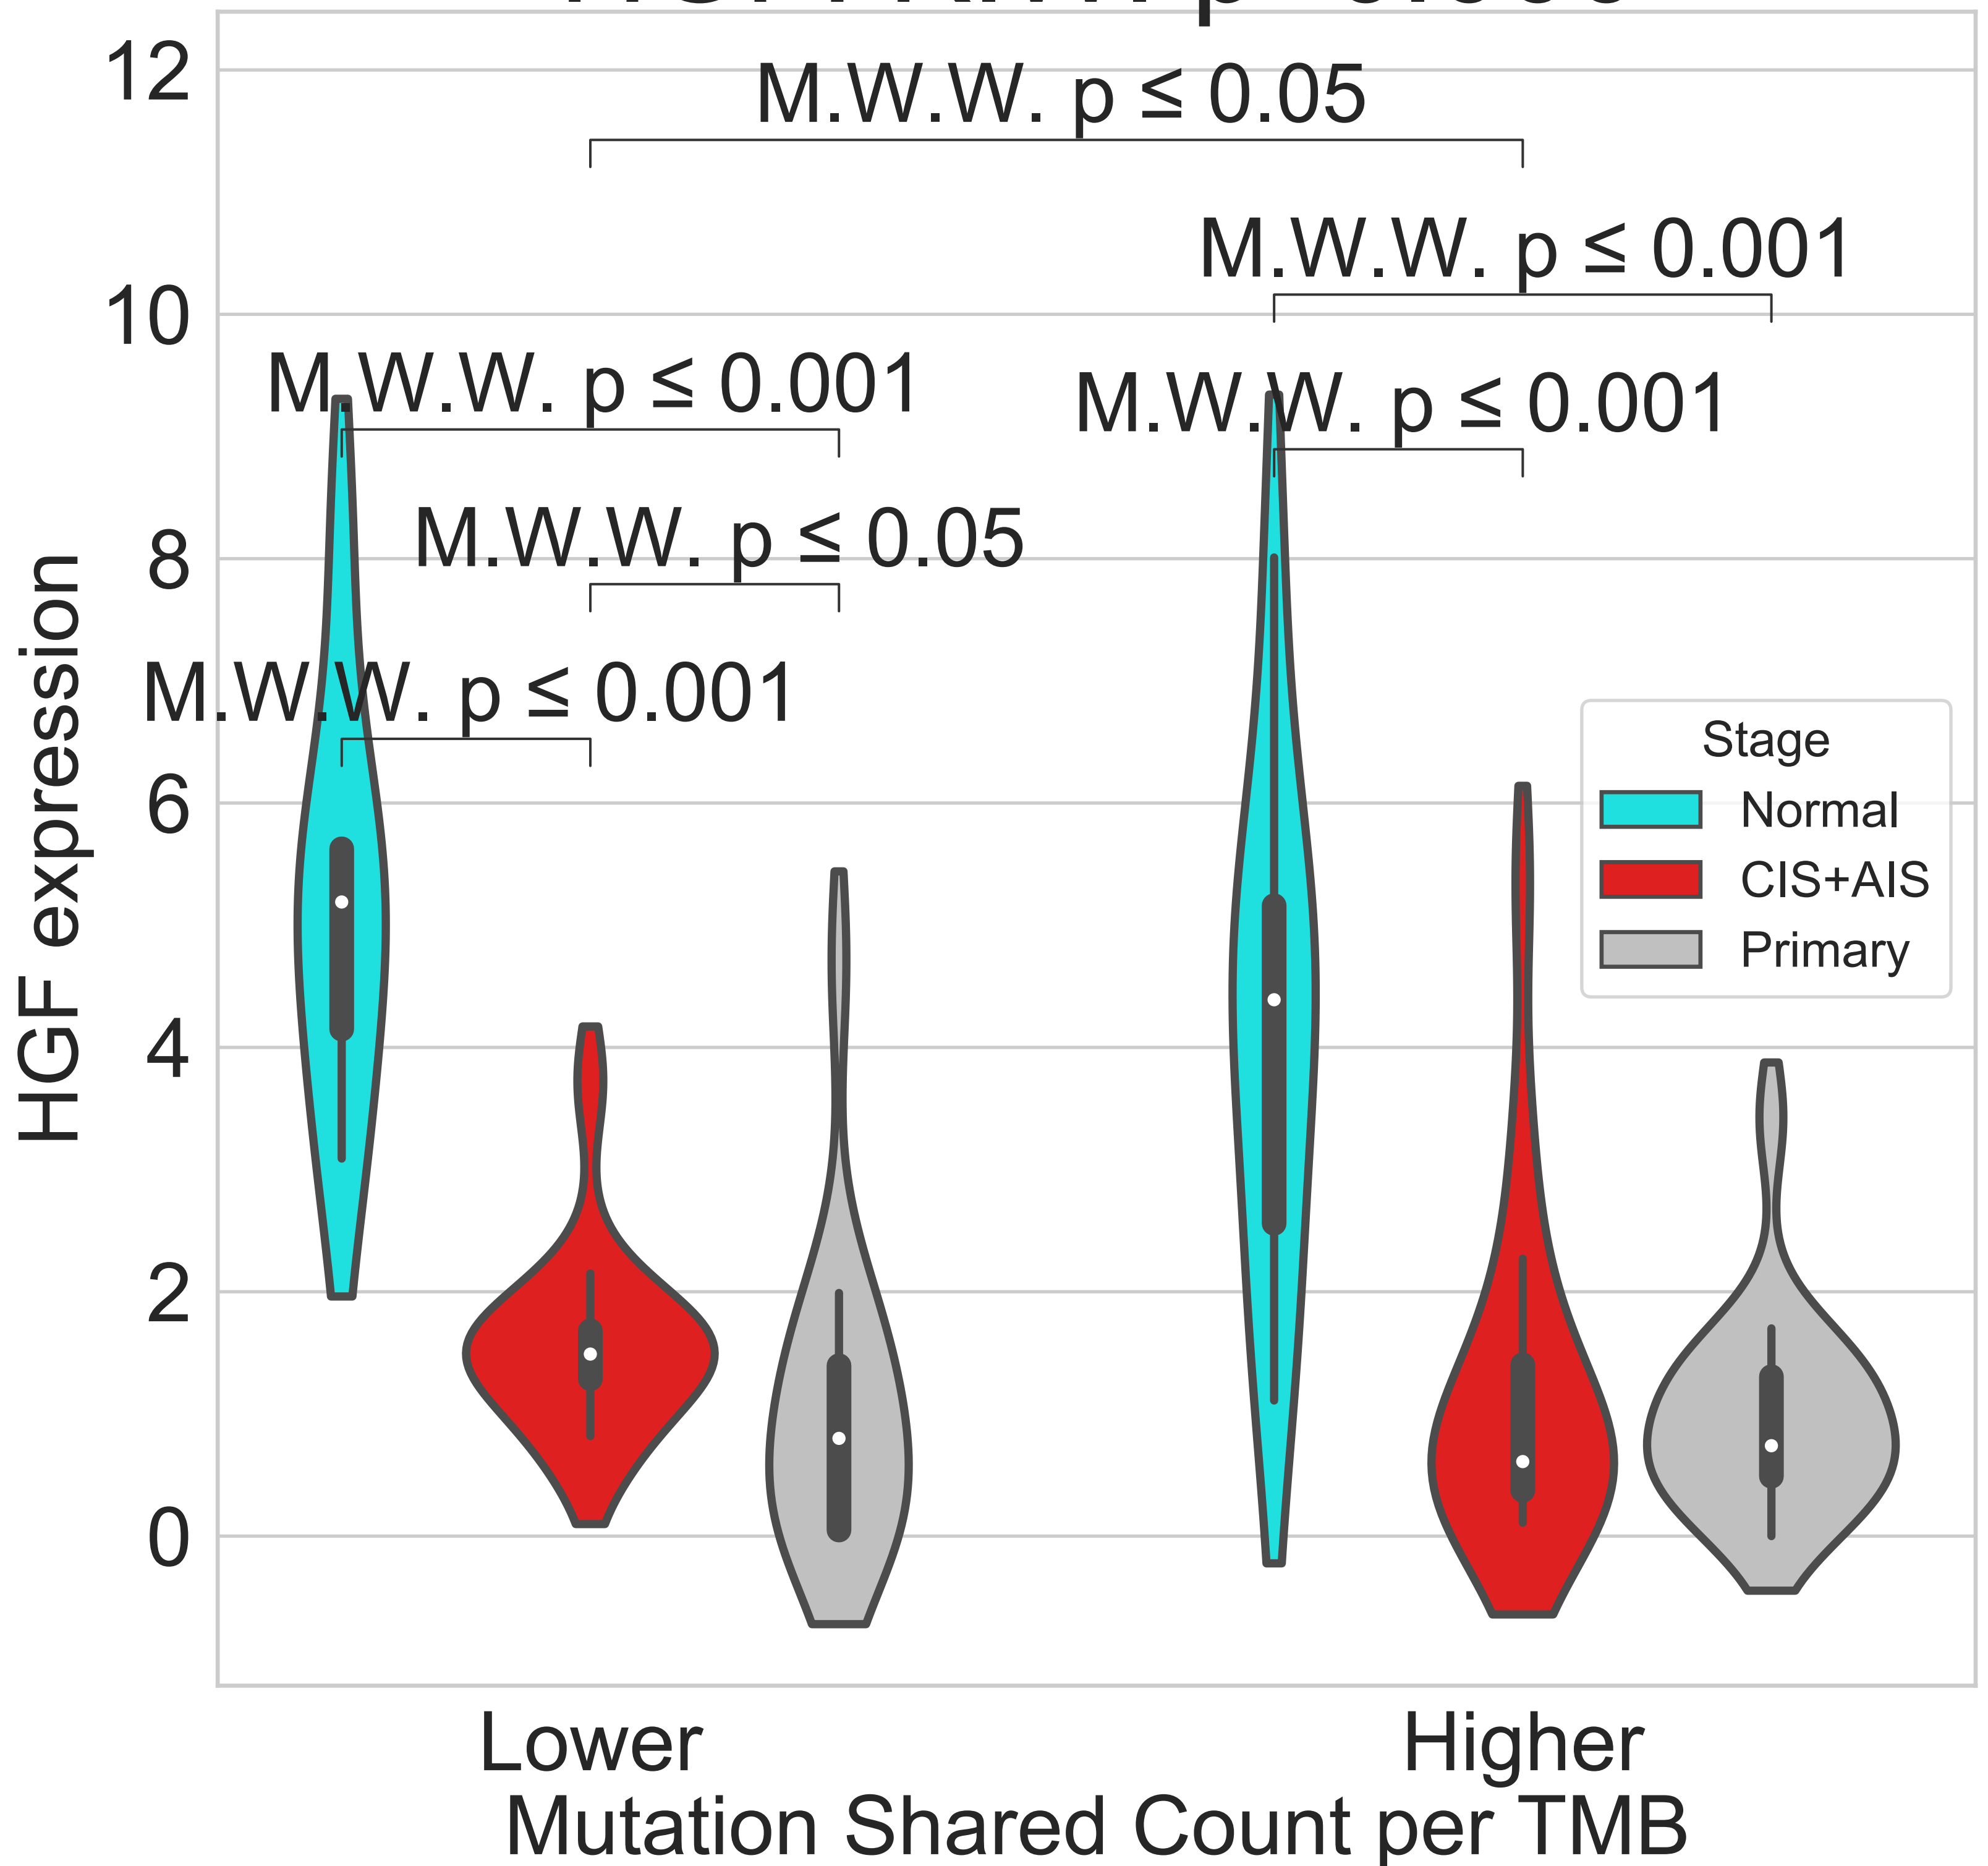 12
10
8
6
4
2
0
HGF expression
M.W.W. p ≤ 0.05
M.W.W. p ≤ 0.001
M.W.W. p ≤ 0.001
M.W.W. p ≤ 0.001
M.W.W. p ≤ 0.05
M.W.W. p ≤ 0.001
Stage
Normal
CIS+AIS
Primary
Lower
Higher
Mutation Shared Count per TMB